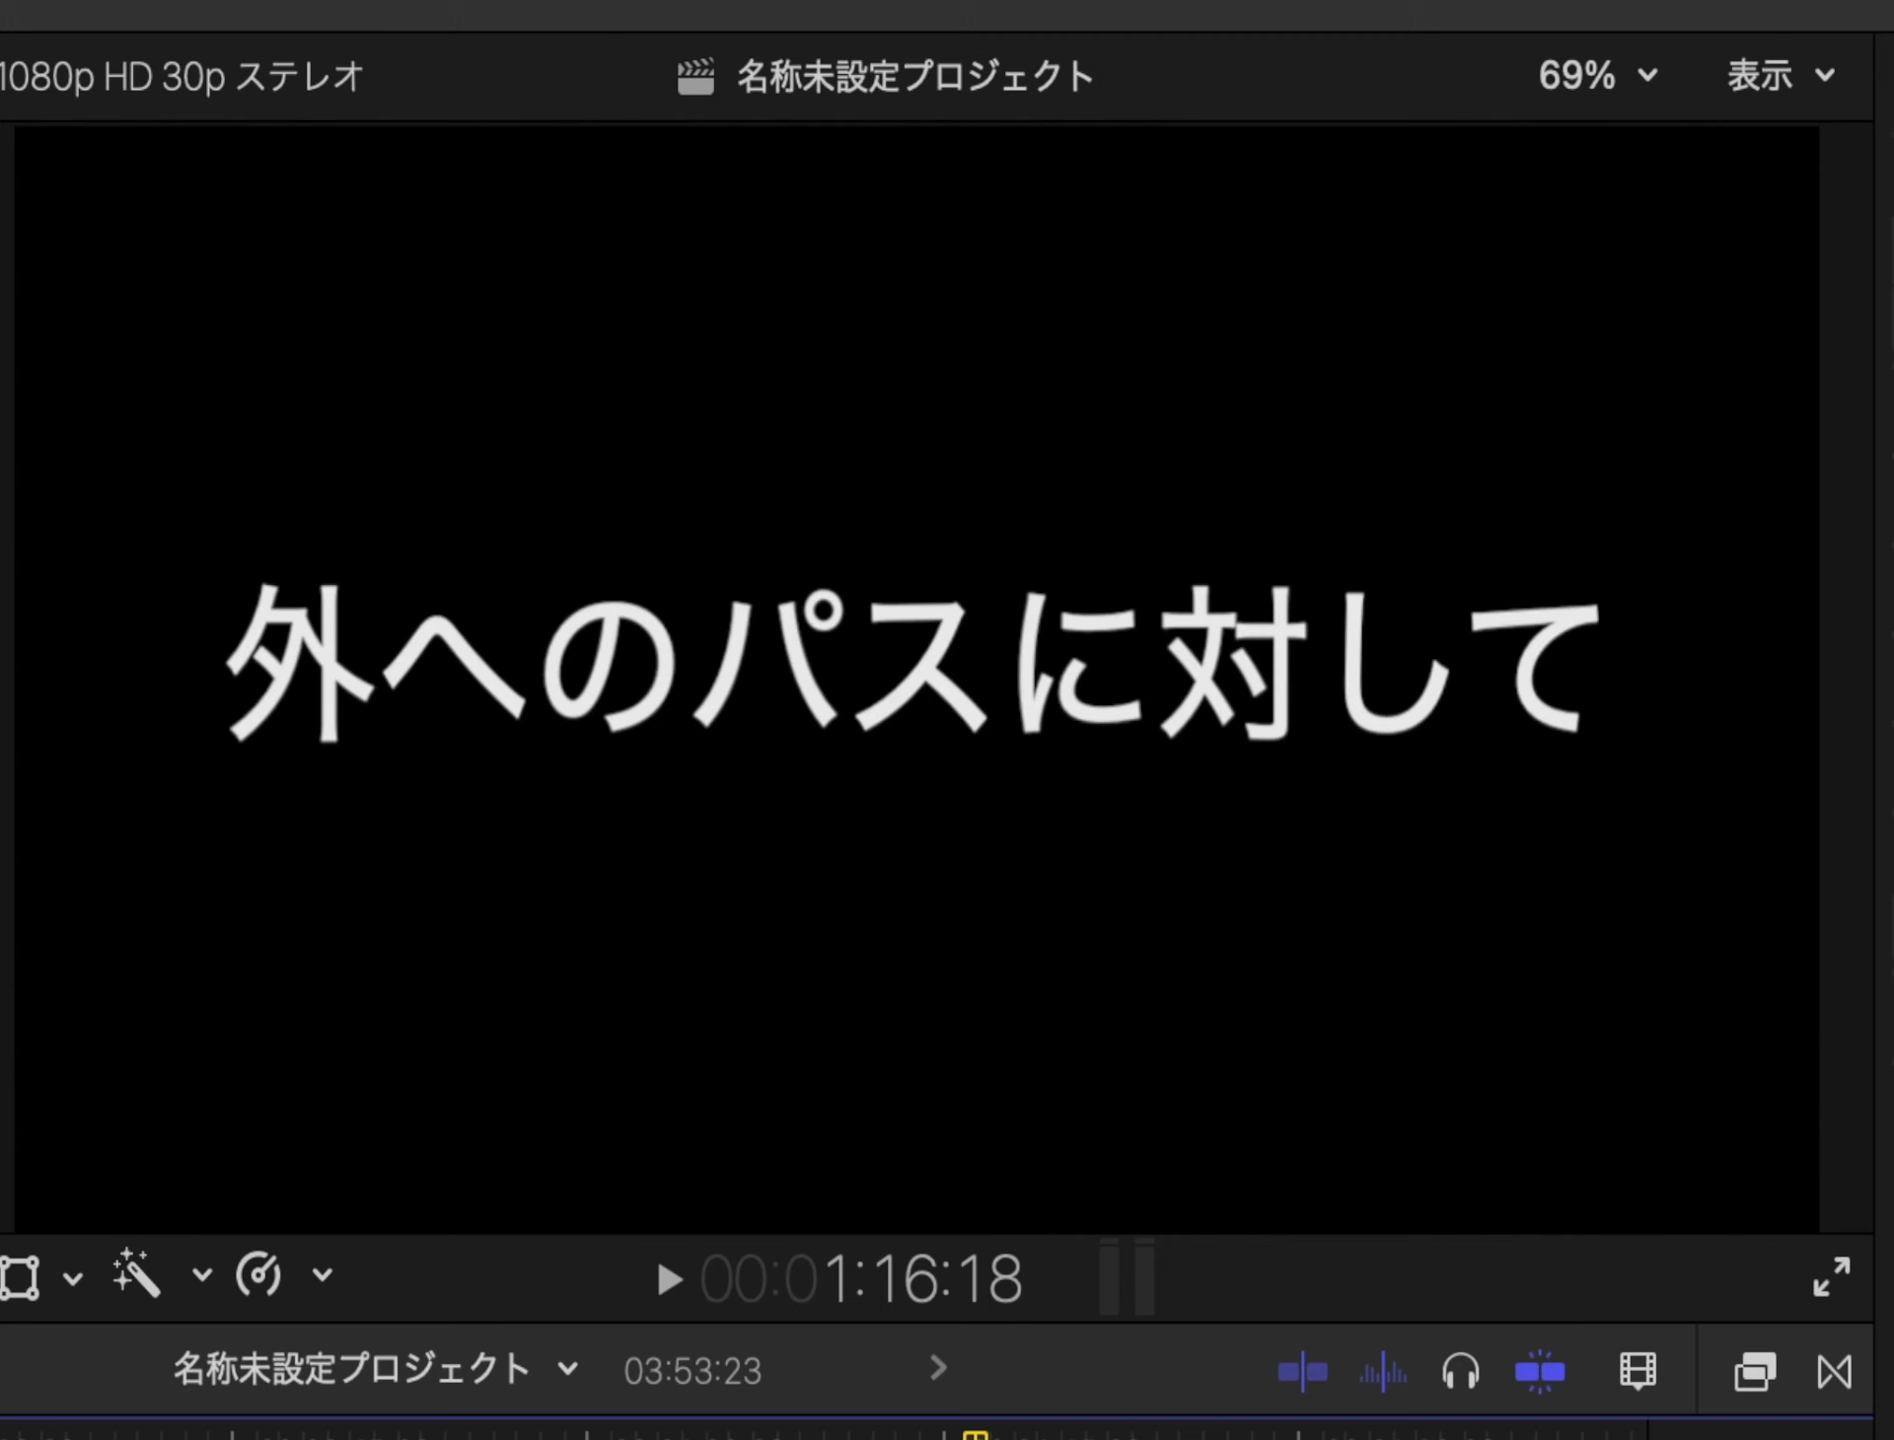 1080p HD 30p ステレオ
名称未設定プロジェクト
69%
表示
外へのパスに対して
00:01:16:18
名称未設定プロジェクト
03:53:23